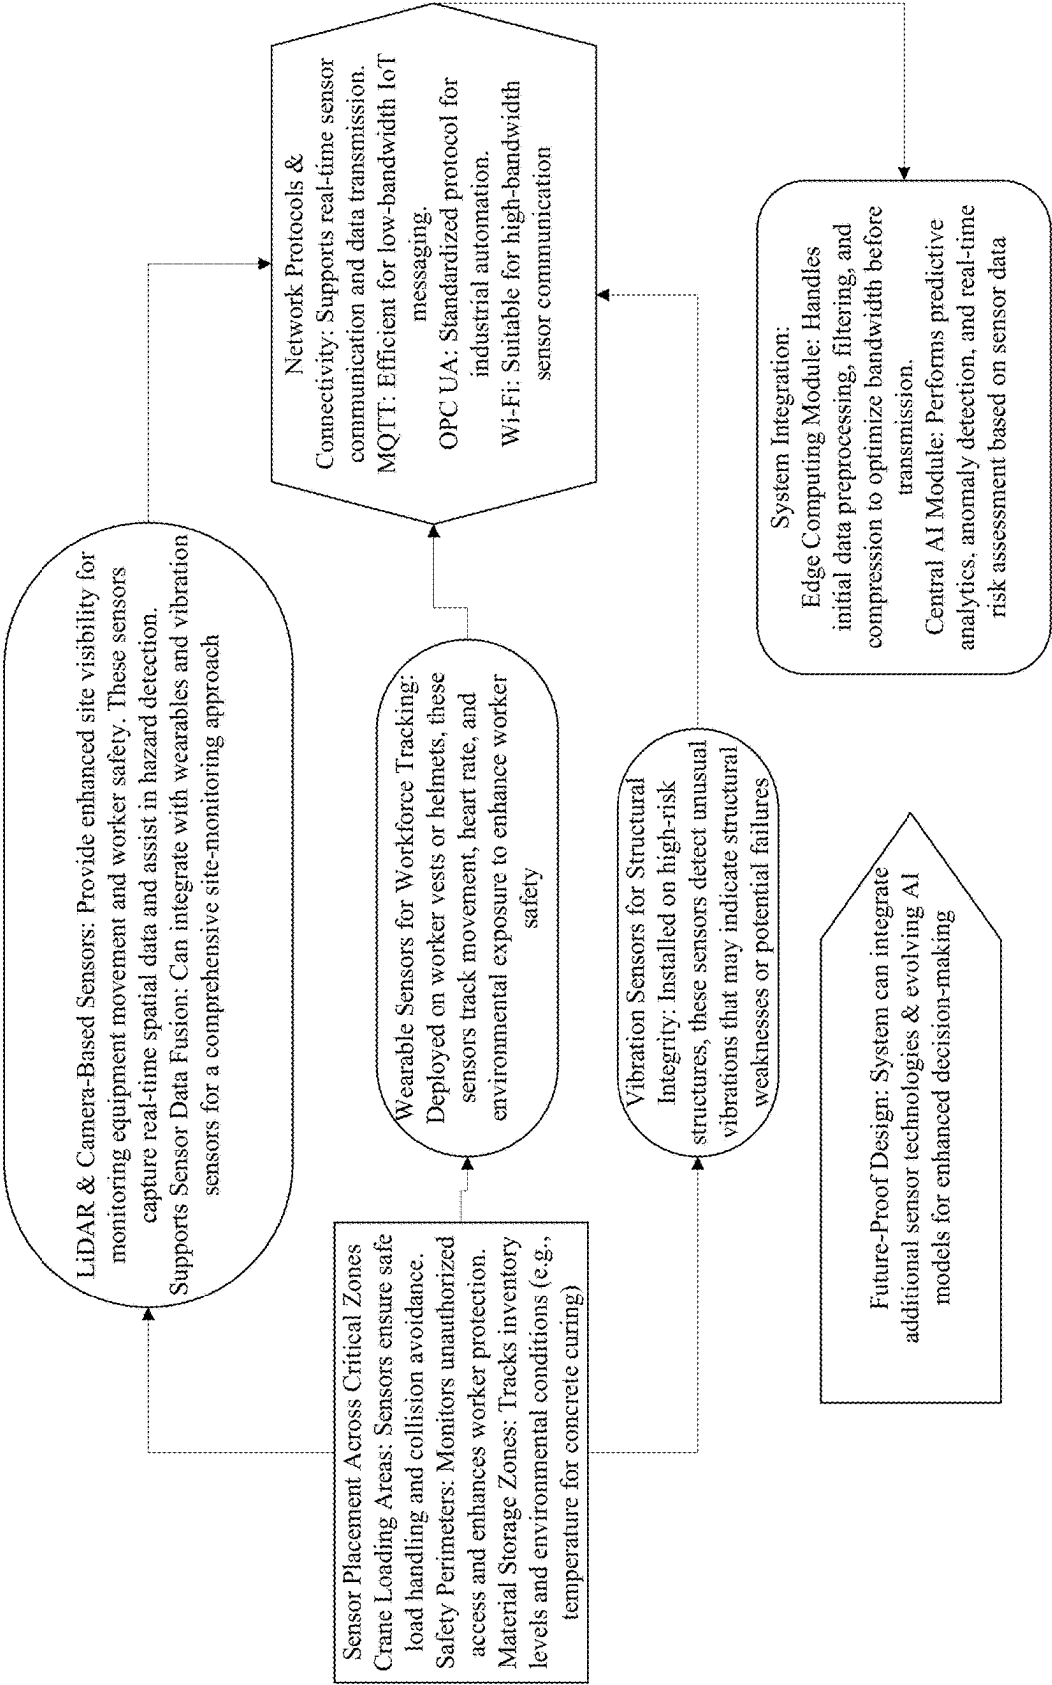 LiDAR & Camera-Based Sensors: Provide enhanced site visibility for
monitoring equipment movement and worker safety. These sensors
capture real-time spatial data and assist in hazard detection.
Supports Sensor Data Fusion: Can integrate with wearables and vibration
sensors for a comprehensive site-monitoring approach
Sensor Placement Across Critical Zones
Crane Loading Areas: Sensors ensure safe
load handling and collision avoidance.
Safety Perimeters: Monitors unauthorized
access and enhances worker protection.
Material Storage Zones: Tracks inventory
levels and environmental conditions (e.g.,
temperature for concrete curing)
Wearable Sensors for Workforce Tracking:
Deployed on worker vests or helmets, these
sensors track movement, heart rate, and
environmental exposure to enhance worker
safety
Vibration Sensors for Structural
Integrity: Installed on high-risk
structures, these sensors detect unusual
vibrations that may indicate structural
weaknesses or potential failures
Network Protocols &
Connectivity: Supports real-time sensor
communication and data transmission.
MQTT: Efficient for low-bandwidth IoT
messaging.
OPC UA: Standardized protocol for
industrial automation.
Wi-Fi: Suitable for high-bandwidth
sensor communication
System Integration:
Edge Computing Module: Handles
initial data preprocessing, filtering, and
compression to optimize bandwidth before
transmission.
Central AI Module: Performs predictive
analytics, anomaly detection, and real-time
risk assessment based on sensor data
Future-Proof Design: System can integrate
additional sensor technologies & evolving AI
models for enhanced decision-making